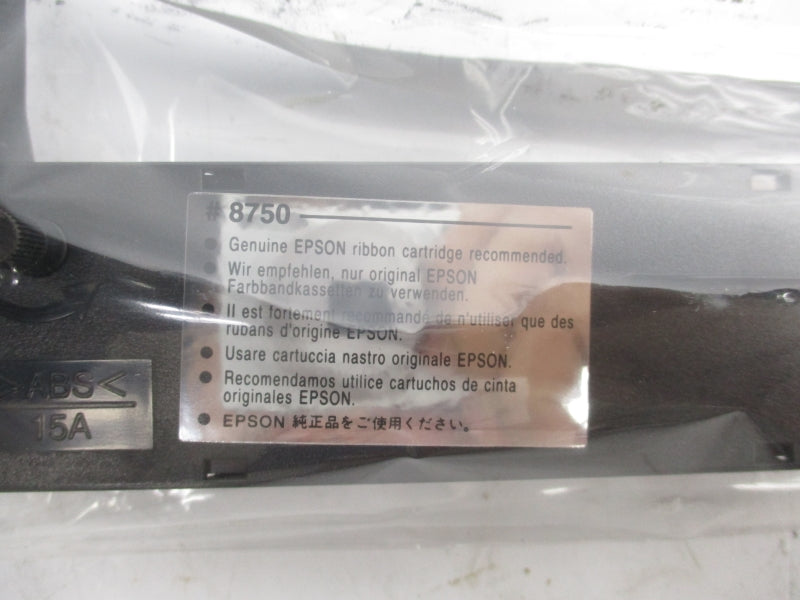 #8750
● Genuine EPSON ribbon cartridge recommended.
● Wir empfehlen, nur original EPSON
Farbbandkassetten zu verwenden.
● Il est fortement recommandé de n'utiliser que des
rubans d'origine EPSON.
● Usare cartuccia nastro originale EPSON.
● Recomendamos utilice cartuchos de cinta
originales EPSON.
● EPSON 純正品をご使用ください。
>ABS<
15A